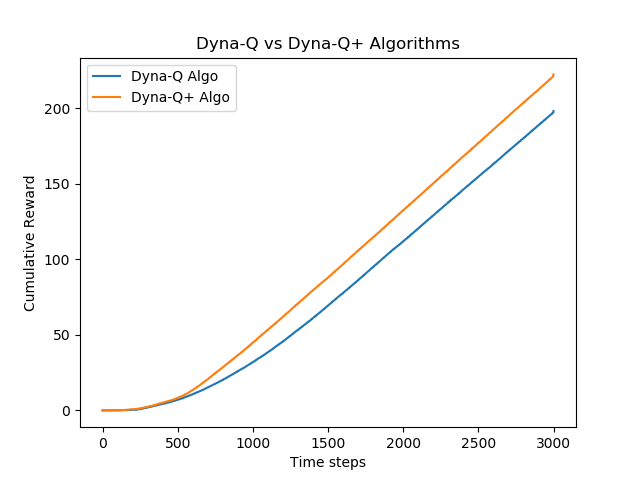 Dyna-Q vs Dyna-Q+ Algorithms
Dyna-Q Algo
Dyna-Q+ Algo
Cumulative Reward
200
150
100
50
0
0 500 1000 1500 2000 2500 3000
Time steps